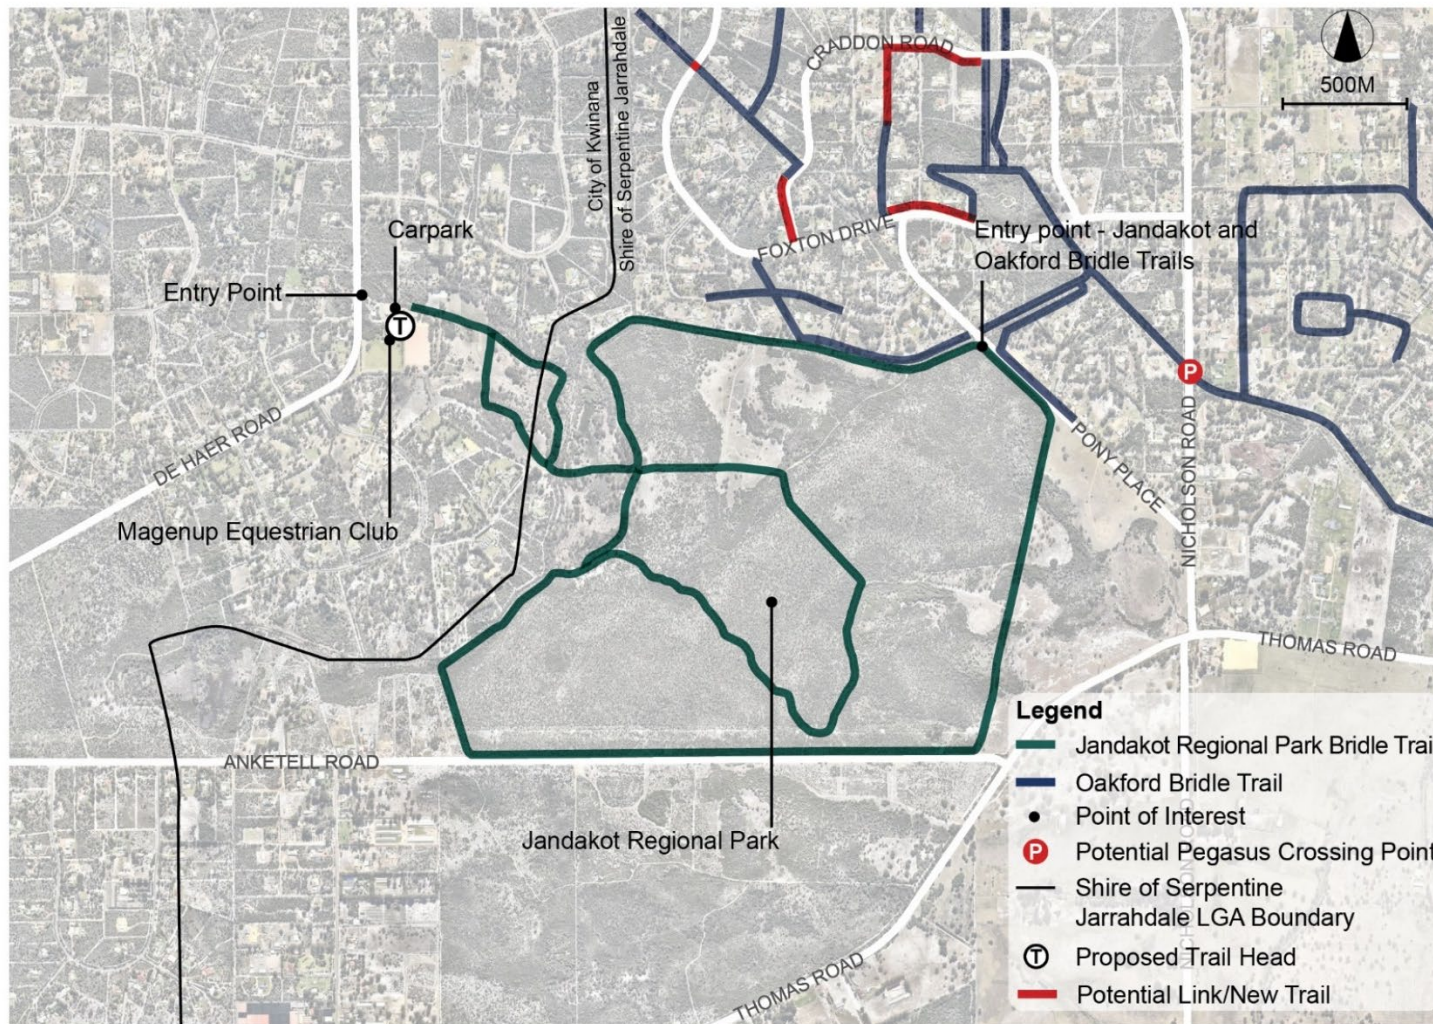 CRADDON ROAD
500M
City of Kwinana
Shire of Serpentine Jarrahdale
Carpark
FOXTON DRIVE
Entry point - Jandakot and
Oakford Bridle Trails
Entry Point
T
P
DE HAER ROAD
PONY PLACE
NICHOLSON ROAD
Magenup Equestrian Club
THOMAS ROAD
Legend
Jandakot Regional Park Bridle Trail
ANKETELL ROAD
Oakford Bridle Trail
Point of Interest
Jandakot Regional Park
P
Potential Pegasus Crossing Point
Shire of Serpentine
Jarrahdale LGA Boundary
T
Proposed Trail Head
NICHOLSON ROAD
THOMAS ROAD
Potential Link/New Trail